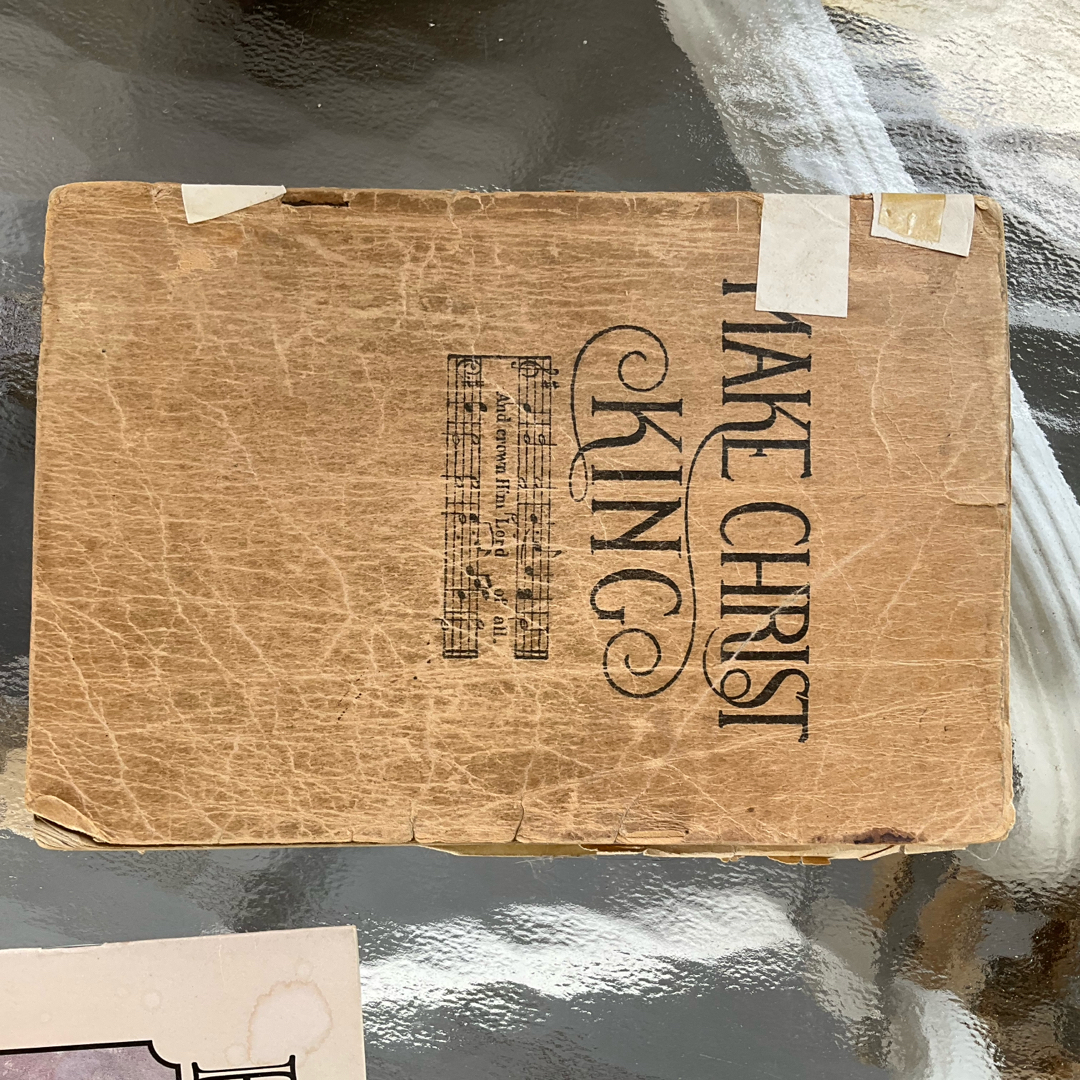 MAKE CHRIST
KING
And crown Him Lord of all.